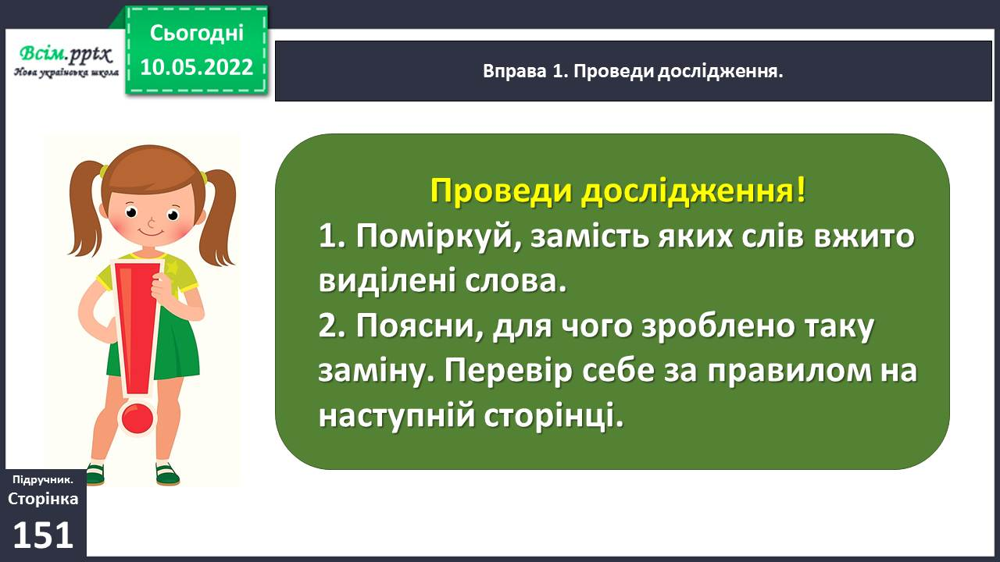 Всім.pptx
Нова українська школа
Сьогодні
10.05.2022
Вправа 1. Проведи дослідження.
Проведи дослідження!
1. Поміркуй, замість яких слів вжито
виділені слова.
2. Поясни, для чого зроблено таку
заміну. Перевір себе за правилом на
наступній сторінці.
Підручник.
Сторінка
151